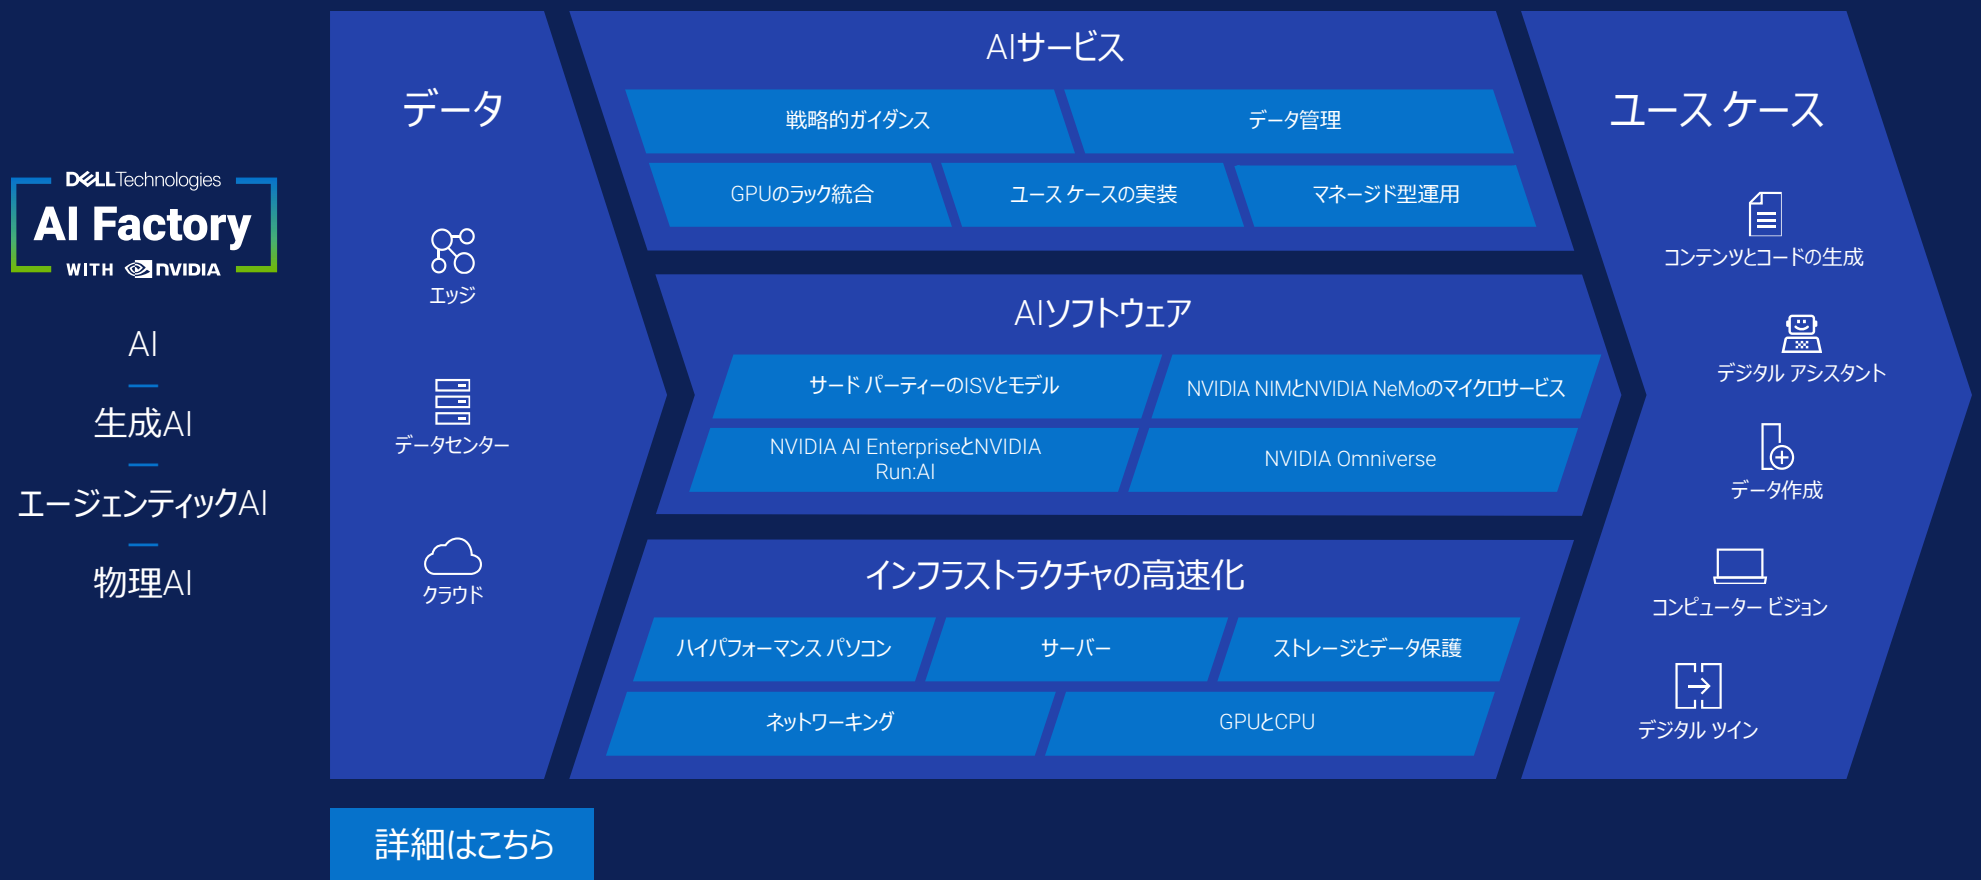 DELLTechnologies
AI Factory
WITH NVIDIA
AI
生成AI
エージェンティックAI
物理AI
データ
エッジ
データセンター
クラウド
AIサービス
戦略的ガイダンス
データ管理
GPUのラック統合
ユース ケースの実装
マネージド型運用
AIソフトウェア
サード パーティーのISVとモデル
NVIDIA NIMとNVIDIA NeMoのマイクロサービス
NVIDIA AI EnterpriseとNVIDIA
Run:AI
NVIDIA Omniverse
インフラストラクチャの高速化
ハイパフォーマンス パソコン
サーバー
ストレージとデータ保護
ネットワーキング
GPUとCPU
ユース ケース
コンテンツとコードの生成
デジタル アシスタント
データ作成
コンピューター ビジョン
デジタル ツイン
詳細はこちら